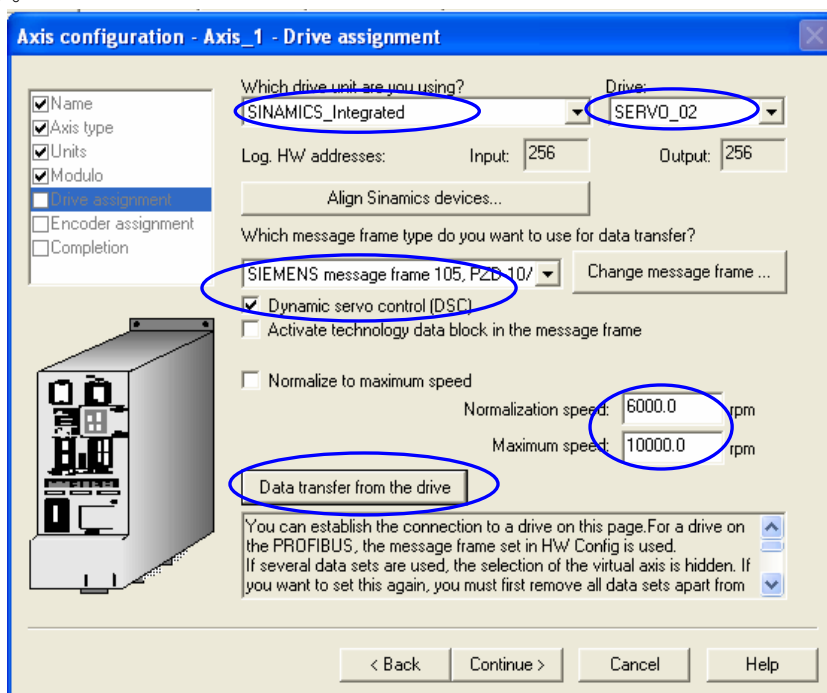 Axis configuration - Axis_1 - Drive assignment
Name
Axis type
Units
Modulo
Drive assignment
Encoder assignment
Completion
Which drive unit are you using?
Drive:
SINAMICS_Integrated
SERVO_02
Log. HW addresses:
Input:
256
Output:
256
Align Sinamics devices...
Which message frame type do you want to use for data transfer?
SIEMENS message frame 105, PZD 10/
Change message frame ...
Dynamic servo control (DSC)
Activate technology data block in the message frame
Normalize to maximum speed
Normalization speed:
6000.0
rpm
Maximum speed:
10000.0
rpm
Data transfer from the drive
You can establish the connection to a drive on this page.For a drive on
the PROFIBUS, the message frame set in HW Config is used.
If several data sets are used, the selection of the virtual axis is hidden. If
you want to set this again, you must first remove all data sets apart from
< Back
Continue >
Cancel
Help